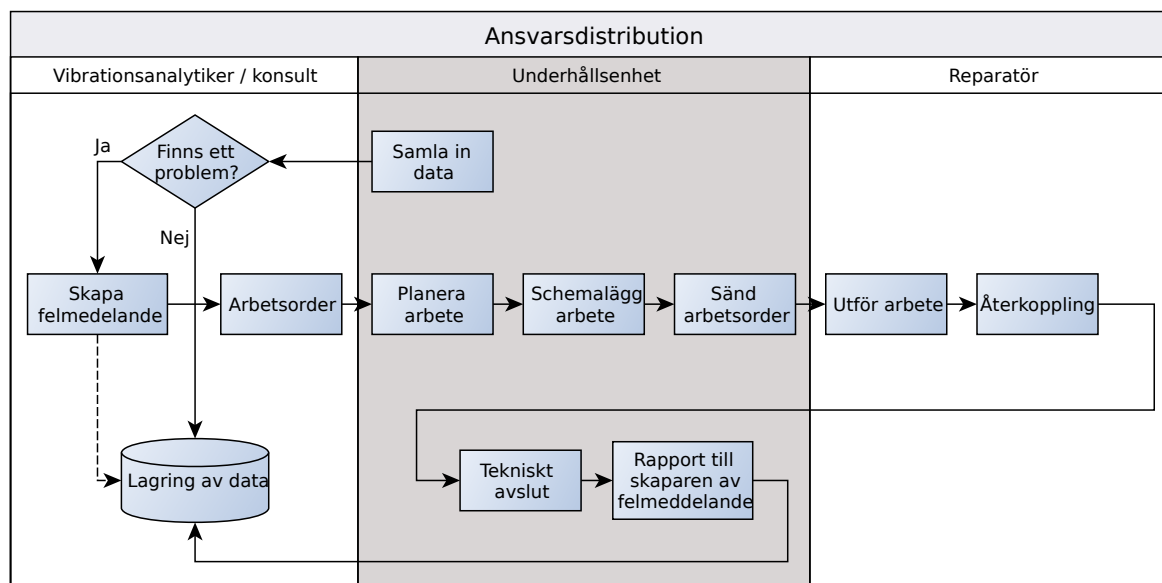 Ansvarsdistribution
Vibrationsanalytiker / konsult
Underhållsenhet
Reparatör
Ja
Finns ett
problem?
Samla in
data
Nej
Skapa
felmedelande
Arbetsorder
Planera
arbete
Schemalägg
arbete
Sänd
arbetsorder
Utför arbete
Återkoppling
Lagring av data
Tekniskt
avslut
Rapport till
skaparen av
felmeddelande